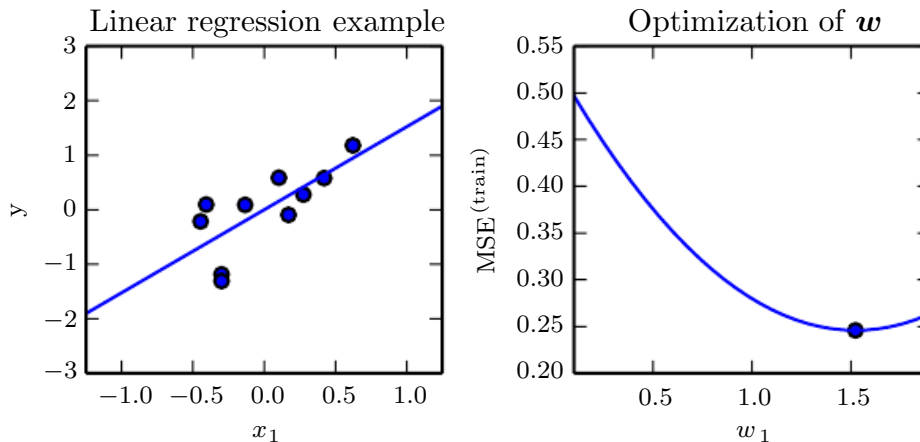 Linear regression example
3
2
1
0
−1
−2
−3
y
−1.0 −0.5 0.0 0.5 1.0
x1
Optimization of w
0.55
0.50
0.45
0.40
0.35
0.30
0.25
0.20
MSE(train)
0.5 1.0 1.5
w1